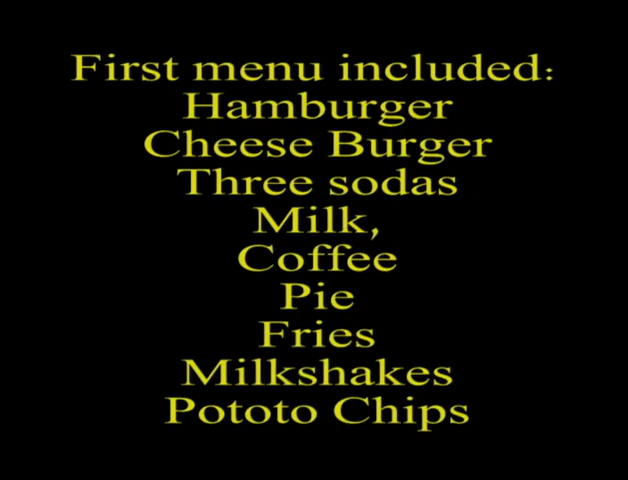 First menu included:
Hamburger
Cheese Burger
Three sodas
Milk,
Coffee
Pie
Fries
Milkshakes
Pototo Chips